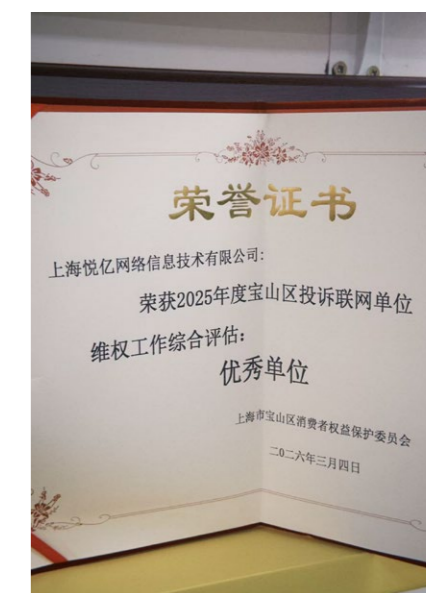 荣誉证书
上海悦亿网络信息技术有限公司:
荣获2025年度宝山区投诉联网单位
维权工作综合评估:
优秀单位
上海市宝山区消费者权益保护委员会
二〇二六年三月四日